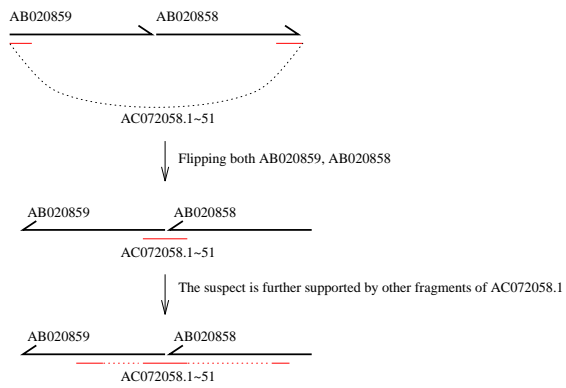 AB020859 AB020858
AC072058.1~51
Flipping both AB020859, AB020858
AB020859 AB020858
AC072058.1~51
The suspect is further supported by other fragments of AC072058.1
AB020859 AB020858
AC072058.1~51